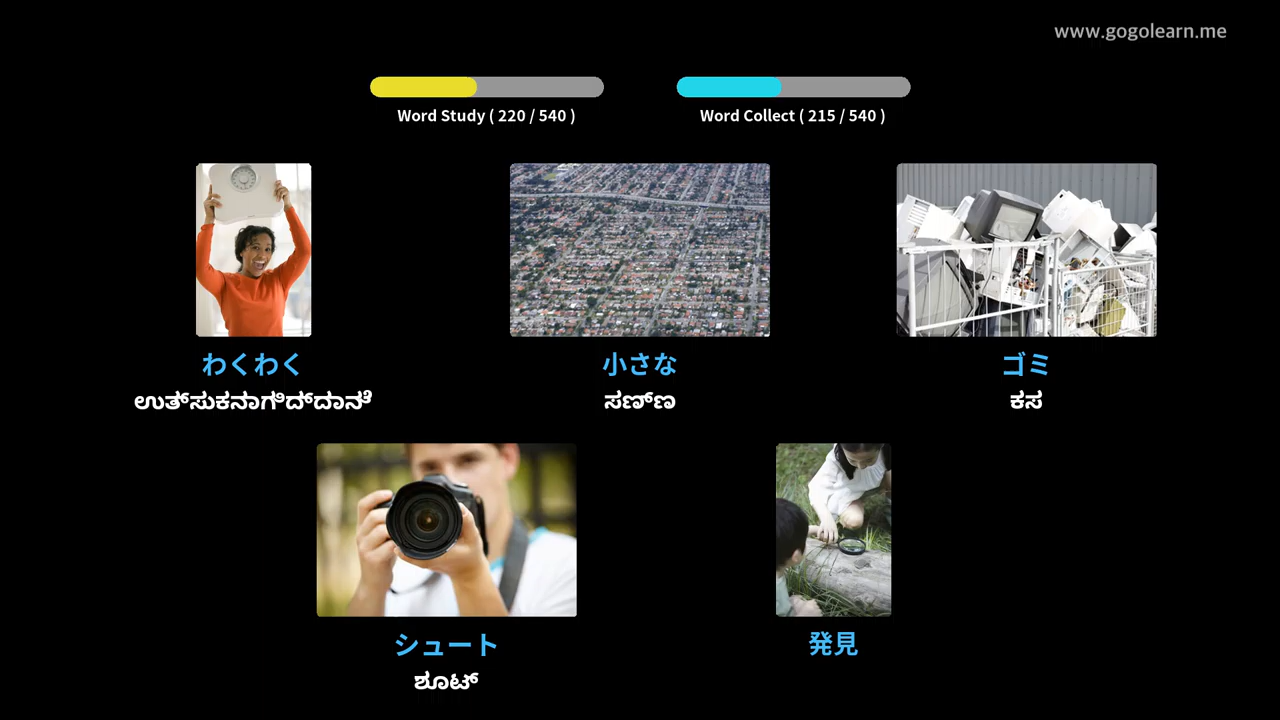 www.gogolearn.me
Word Study ( 220 / 540 )
Word Collect ( 215 / 540 )
わくわく
ಉತ್ಸುಕನಾಗಿದ್ದಾನೆ
小さな
ಸಣ್ಣ
ゴミ
ಕಸ
シュート
ಶೂಟ್
発見